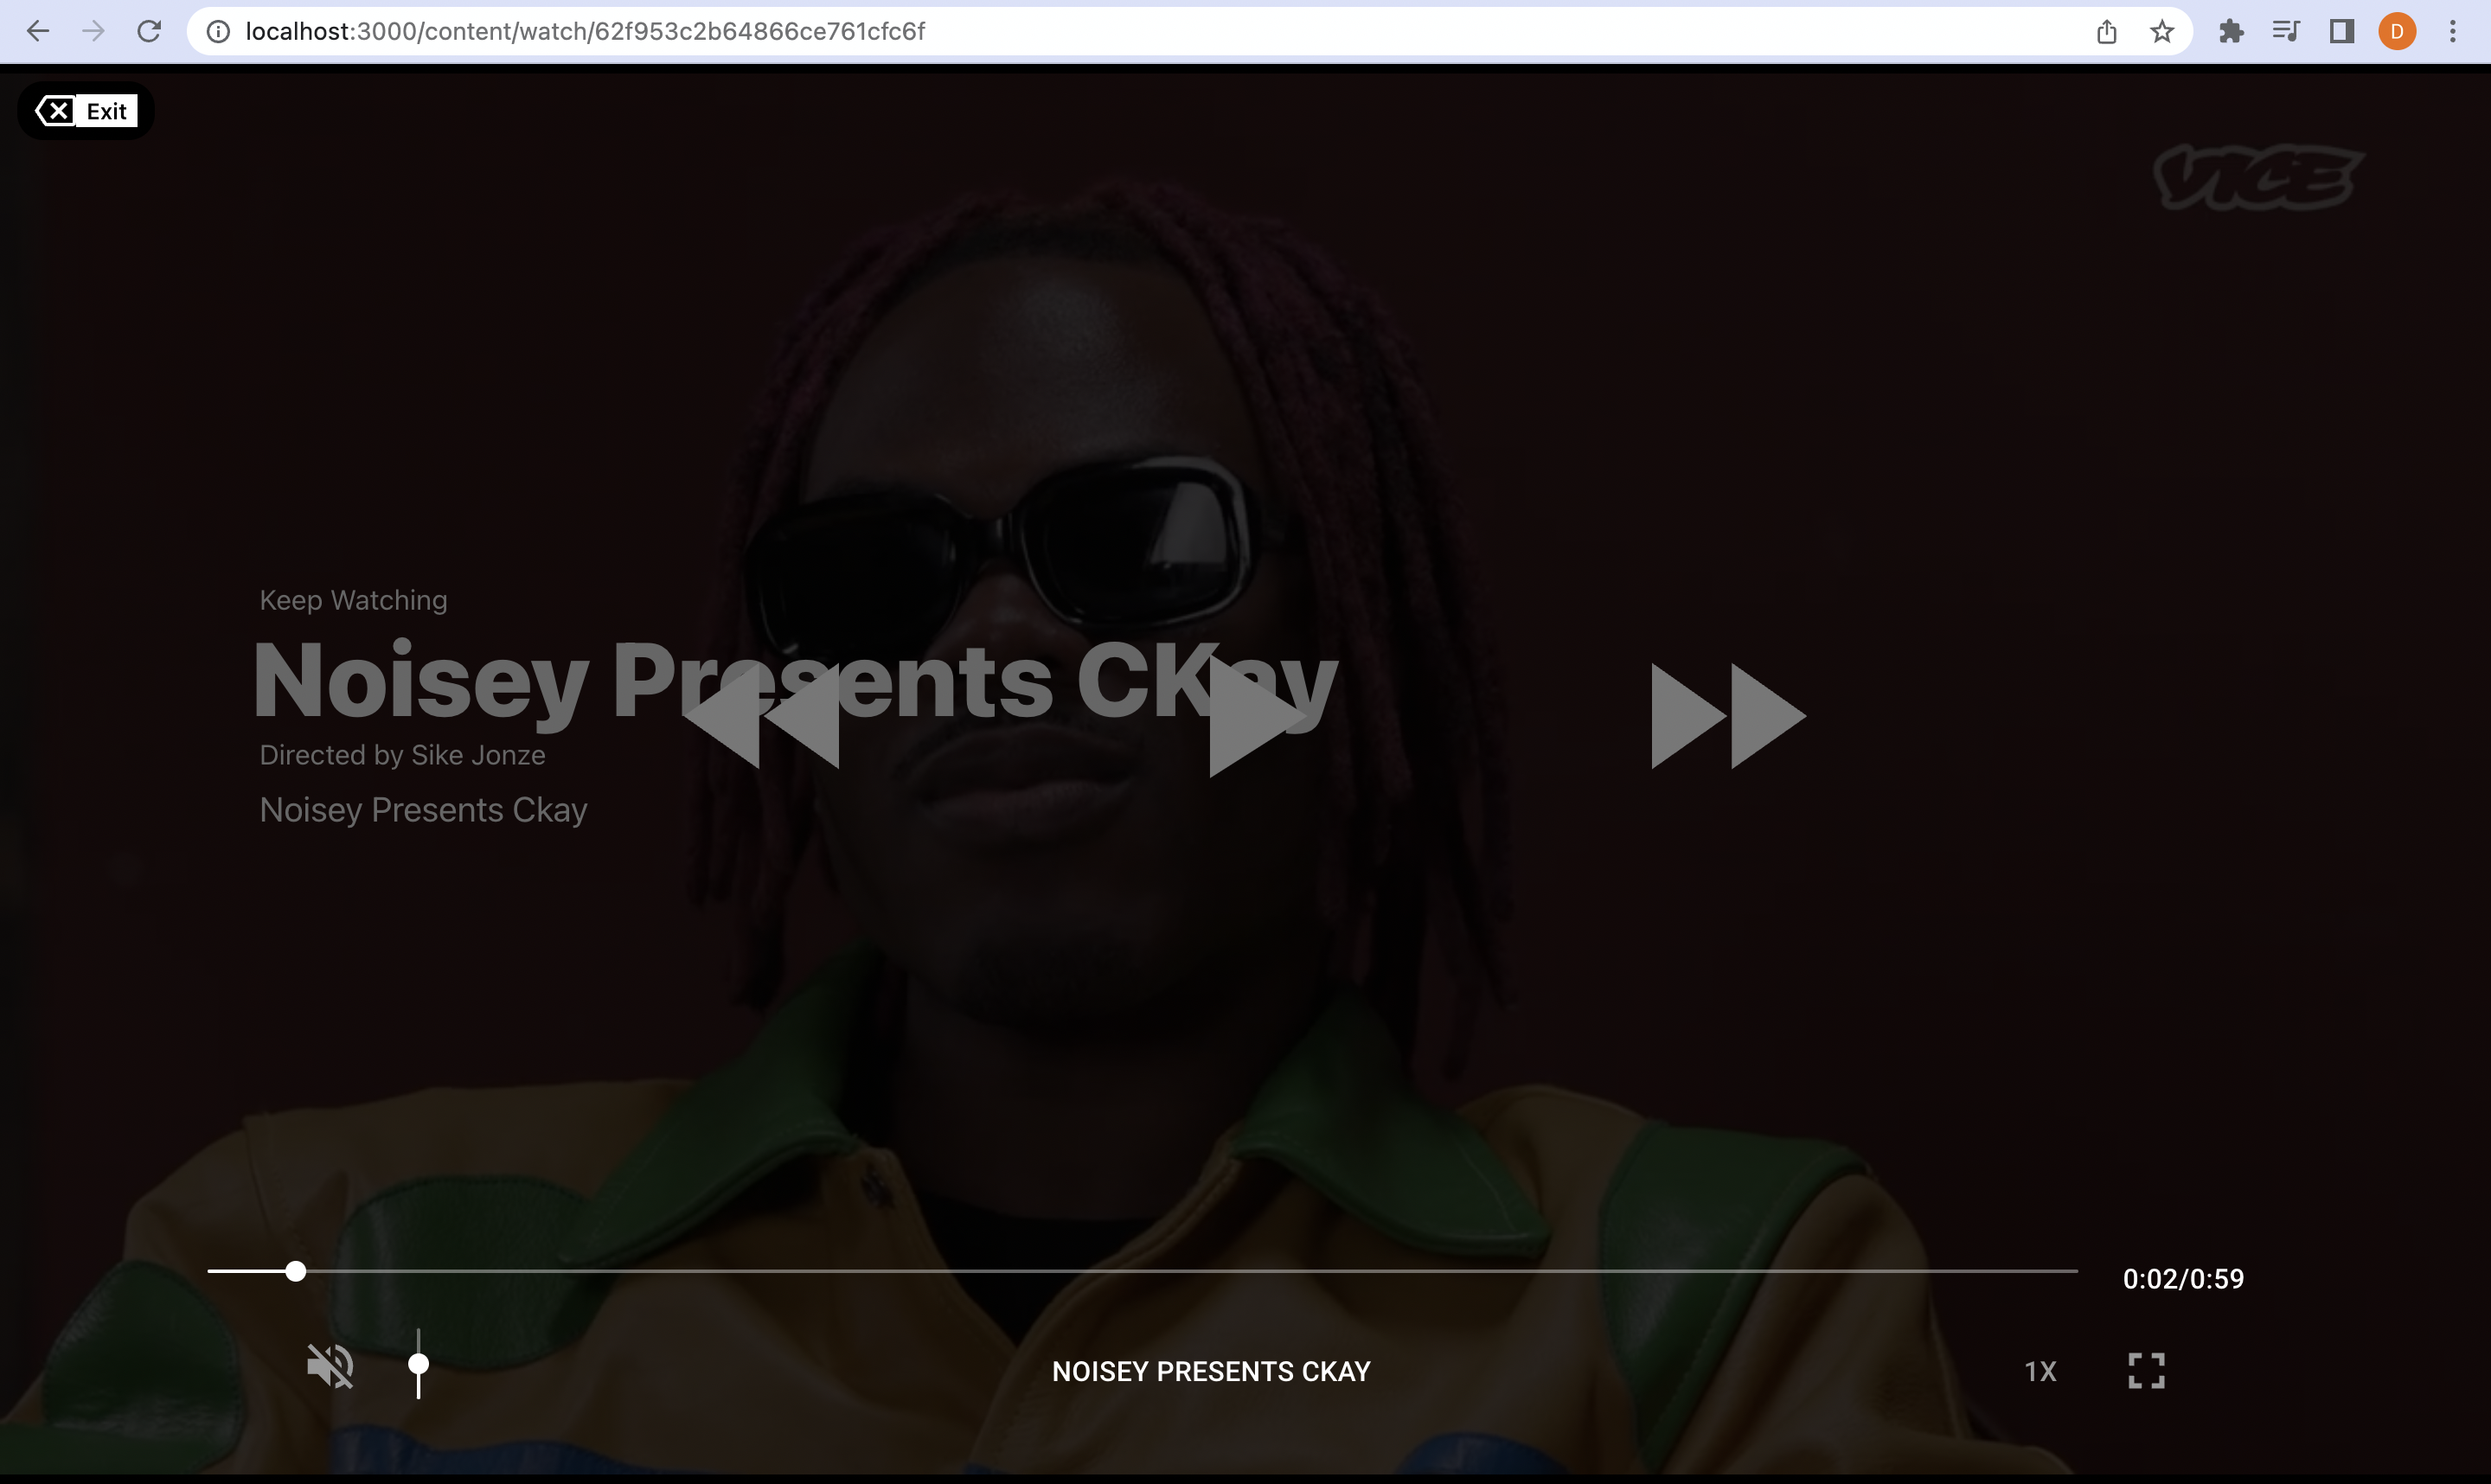 localhost:3000/content/watch/62f953c2b64866ce761cfc6f
D
Exit
VICE
Keep Watching
Noisey Presents CKay
Directed by Sike Jonze
Noisey Presents Ckay
0:02/0:59
NOISEY PRESENTS CKAY
1X